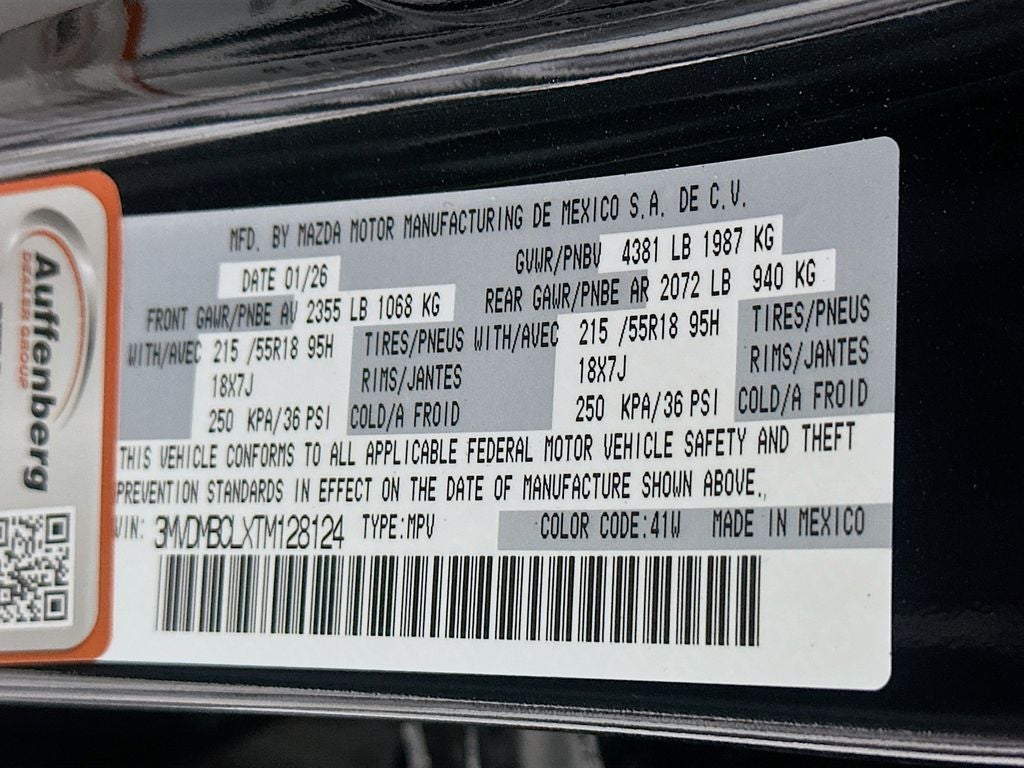 MFD. BY MAZDA MOTOR MANUFACTURING DE MEXICO S.A. DE C.V.
DATE 01/26 GVWR/PNBV 4381 LB 1987 KG
FRONT GAWR/PNBE AV 2355 LB 1068 KG REAR GAWR/PNBE AR 2072 LB 940 KG
WITH/AVEC 215 /55R18 95H TIRES/PNEUS WITH/AVEC 215 /55R18 95H TIRES/PNEUS
18X7J RIMS/JANTES 18X7J RIMS/JANTES
250 KPA/36 PSI COLD/A FROID 250 KPA/36 PSI COLD/A FROID
THIS VEHICLE CONFORMS TO ALL APPLICABLE FEDERAL MOTOR VEHICLE SAFETY AND THEFT
PREVENTION STANDARDS IN EFFECT ON THE DATE OF MANUFACTURE SHOWN ABOVE.
VIN: 3MVDMBCLXTM128124 TYPE:MPV COLOR CODE:41W MADE IN MEXICO
Auffenberg
DEALER GROUP